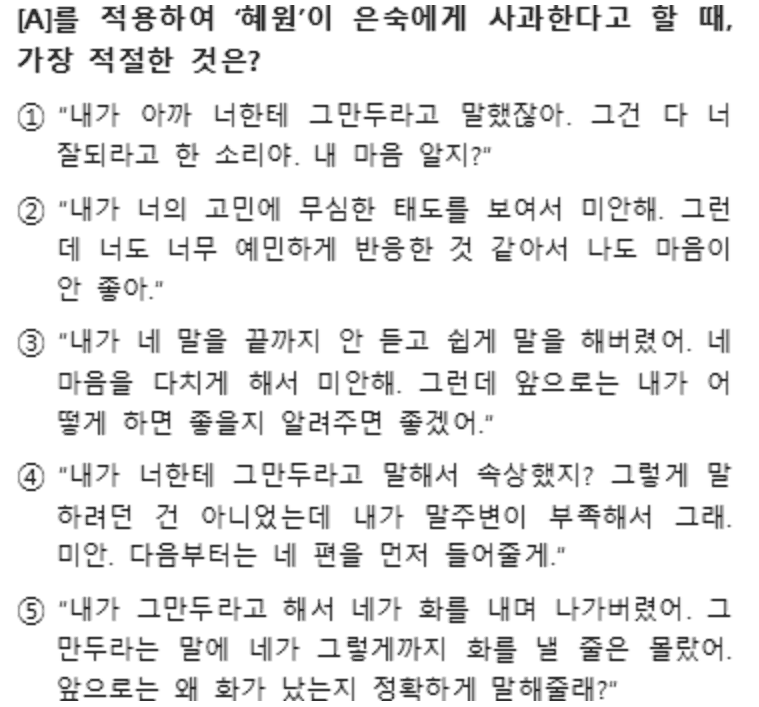 [A]를 적용하여 '혜원'이 은숙에게 사과한다고 할 때,
가장 적절한 것은?
① "내가 아까 너한테 그만두라고 말했잖아. 그건 다 너
잘되라고 한 소리야. 내 마음 알지?"
② "내가 너의 고민에 무심한 태도를 보여서 미안해. 그런
데 너도 너무 예민하게 반응한 것 같아서 나도 마음이
안 좋아."
③ "내가 네 말을 끝까지 안 듣고 쉽게 말을 해버렸어. 네
마음을 다치게 해서 미안해. 그런데 앞으로는 내가 어
떻게 하면 좋을지 알려주면 좋겠어."
④ "내가 너한테 그만두라고 말해서 속상했지? 그렇게 말
하려던 건 아니었는데 내가 말주변이 부족해서 그래.
미안. 다음부터는 네 편을 먼저 들어줄게."
⑤ "내가 그만두라고 해서 네가 화를 내며 나가버렸어. 그
만두라는 말에 네가 그렇게까지 화를 낼 줄은 몰랐어.
앞으로는 왜 화가 났는지 정확하게 말해줄래?"